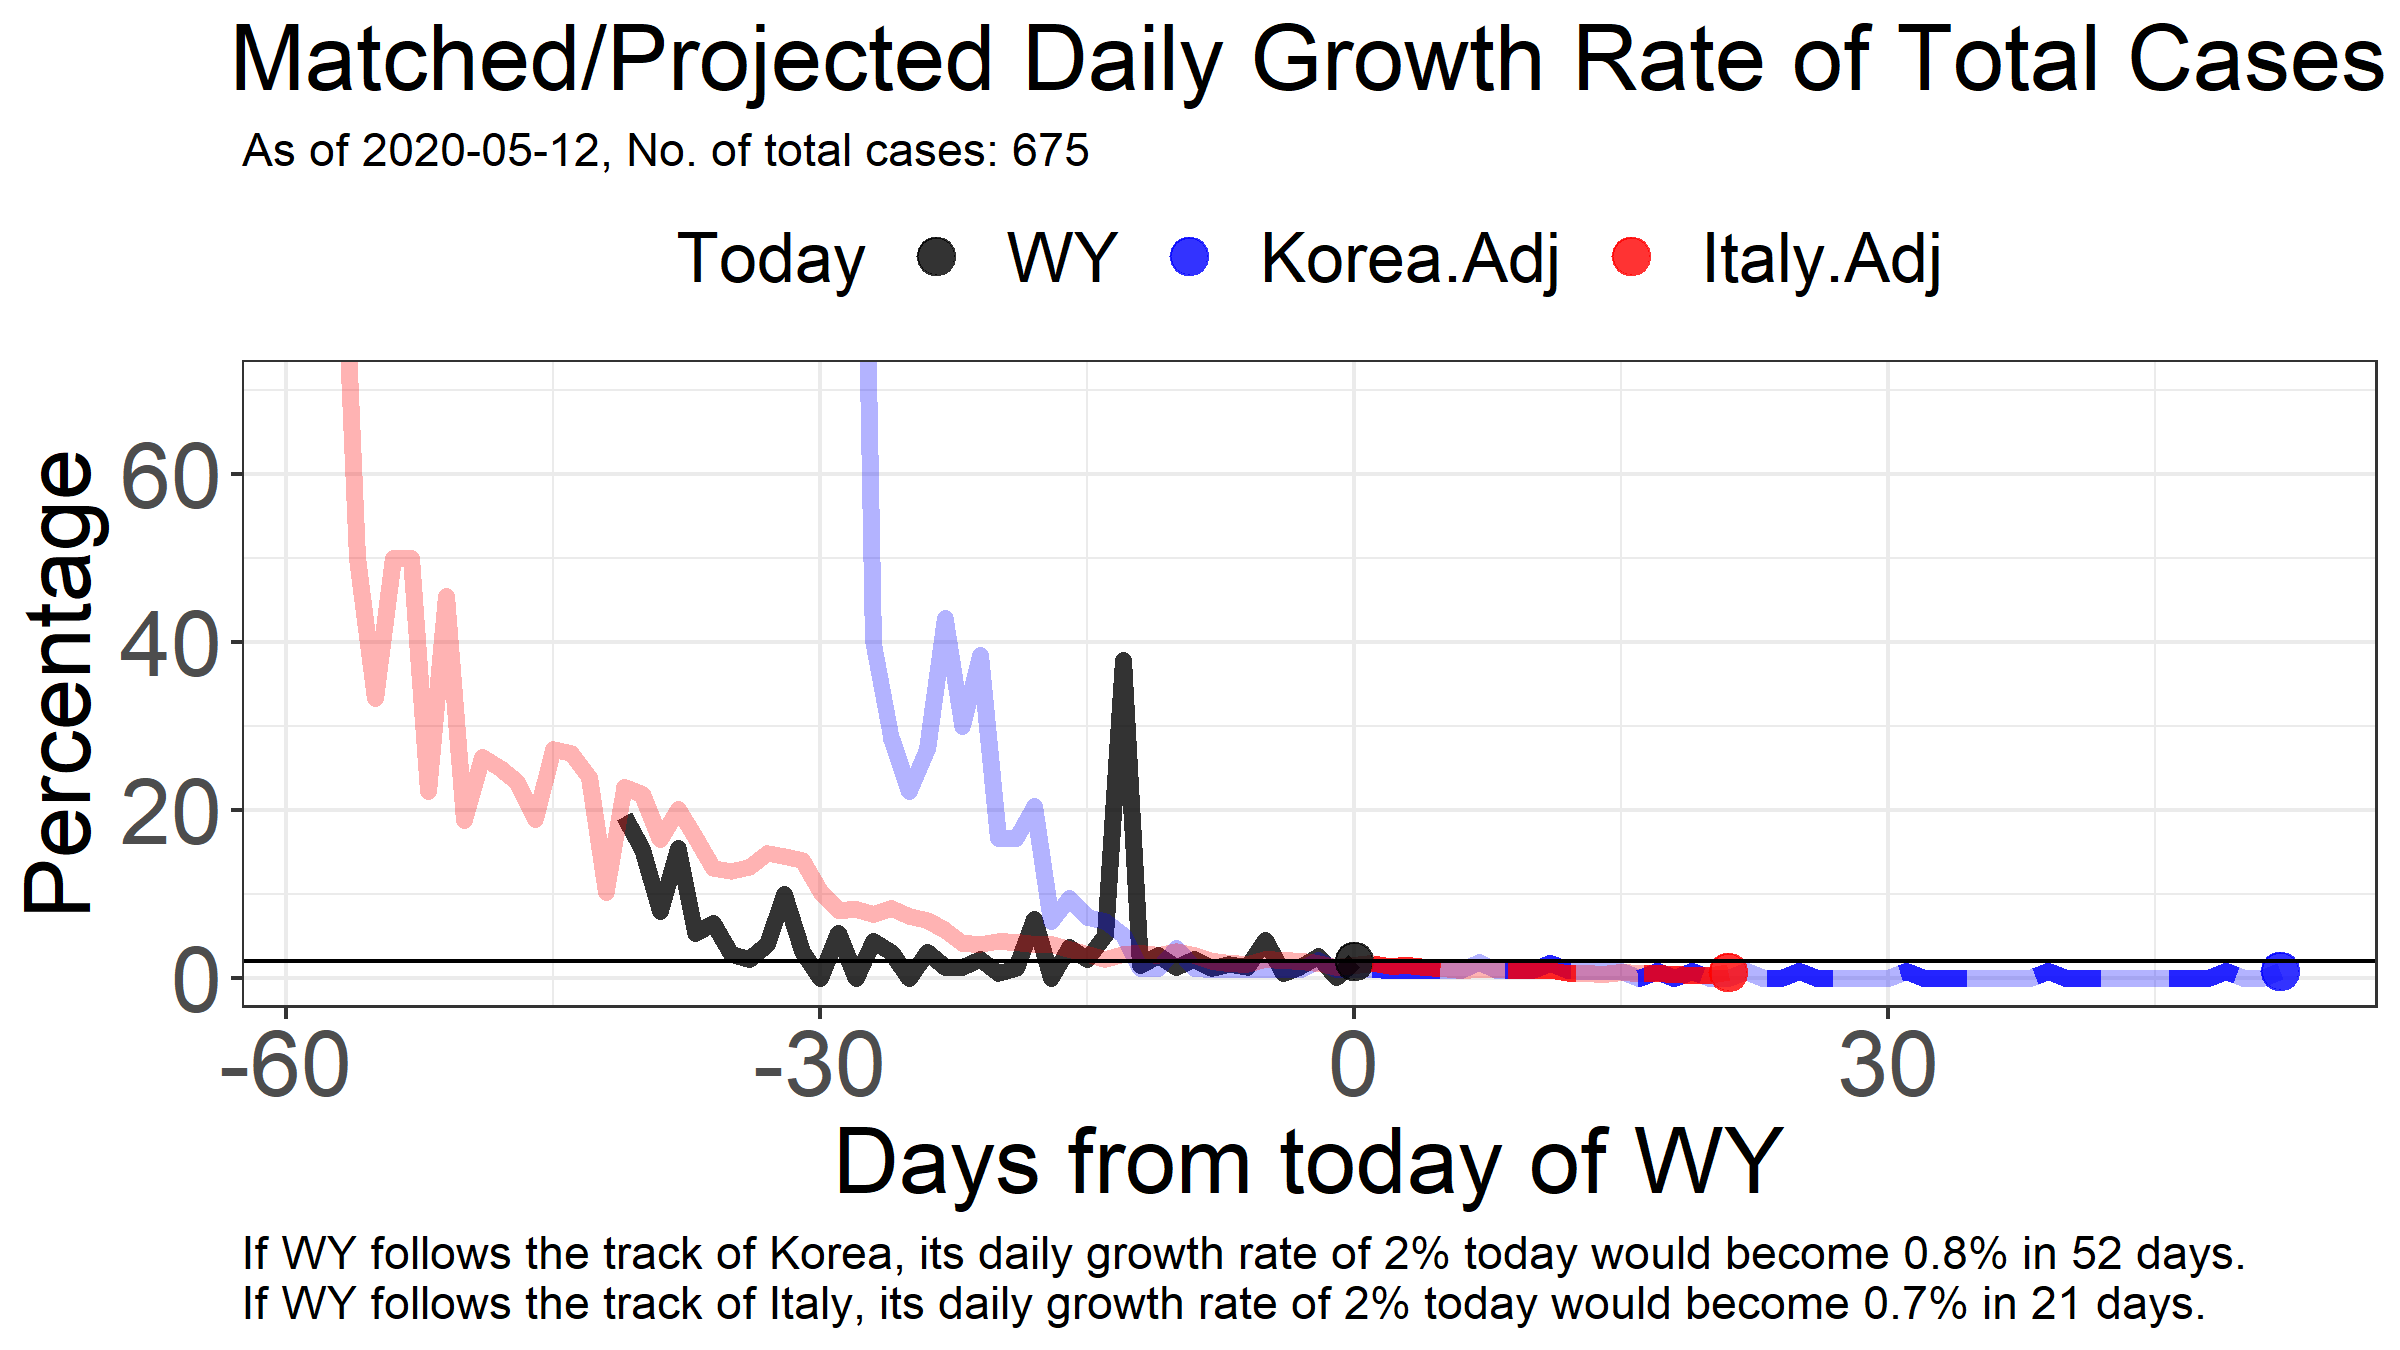 Matched/Projected Daily Growth Rate of Total Cases
As of 2020-05-12, No. of total cases: 675
Today WY Korea.Adj Italy.Adj
Percentage
60
40
20
0
-60 -30 0 30
Days from today of WY
If WY follows the track of Korea, its daily growth rate of 2% today would become 0.8% in 52 days.
If WY follows the track of Italy, its daily growth rate of 2% today would become 0.7% in 21 days.